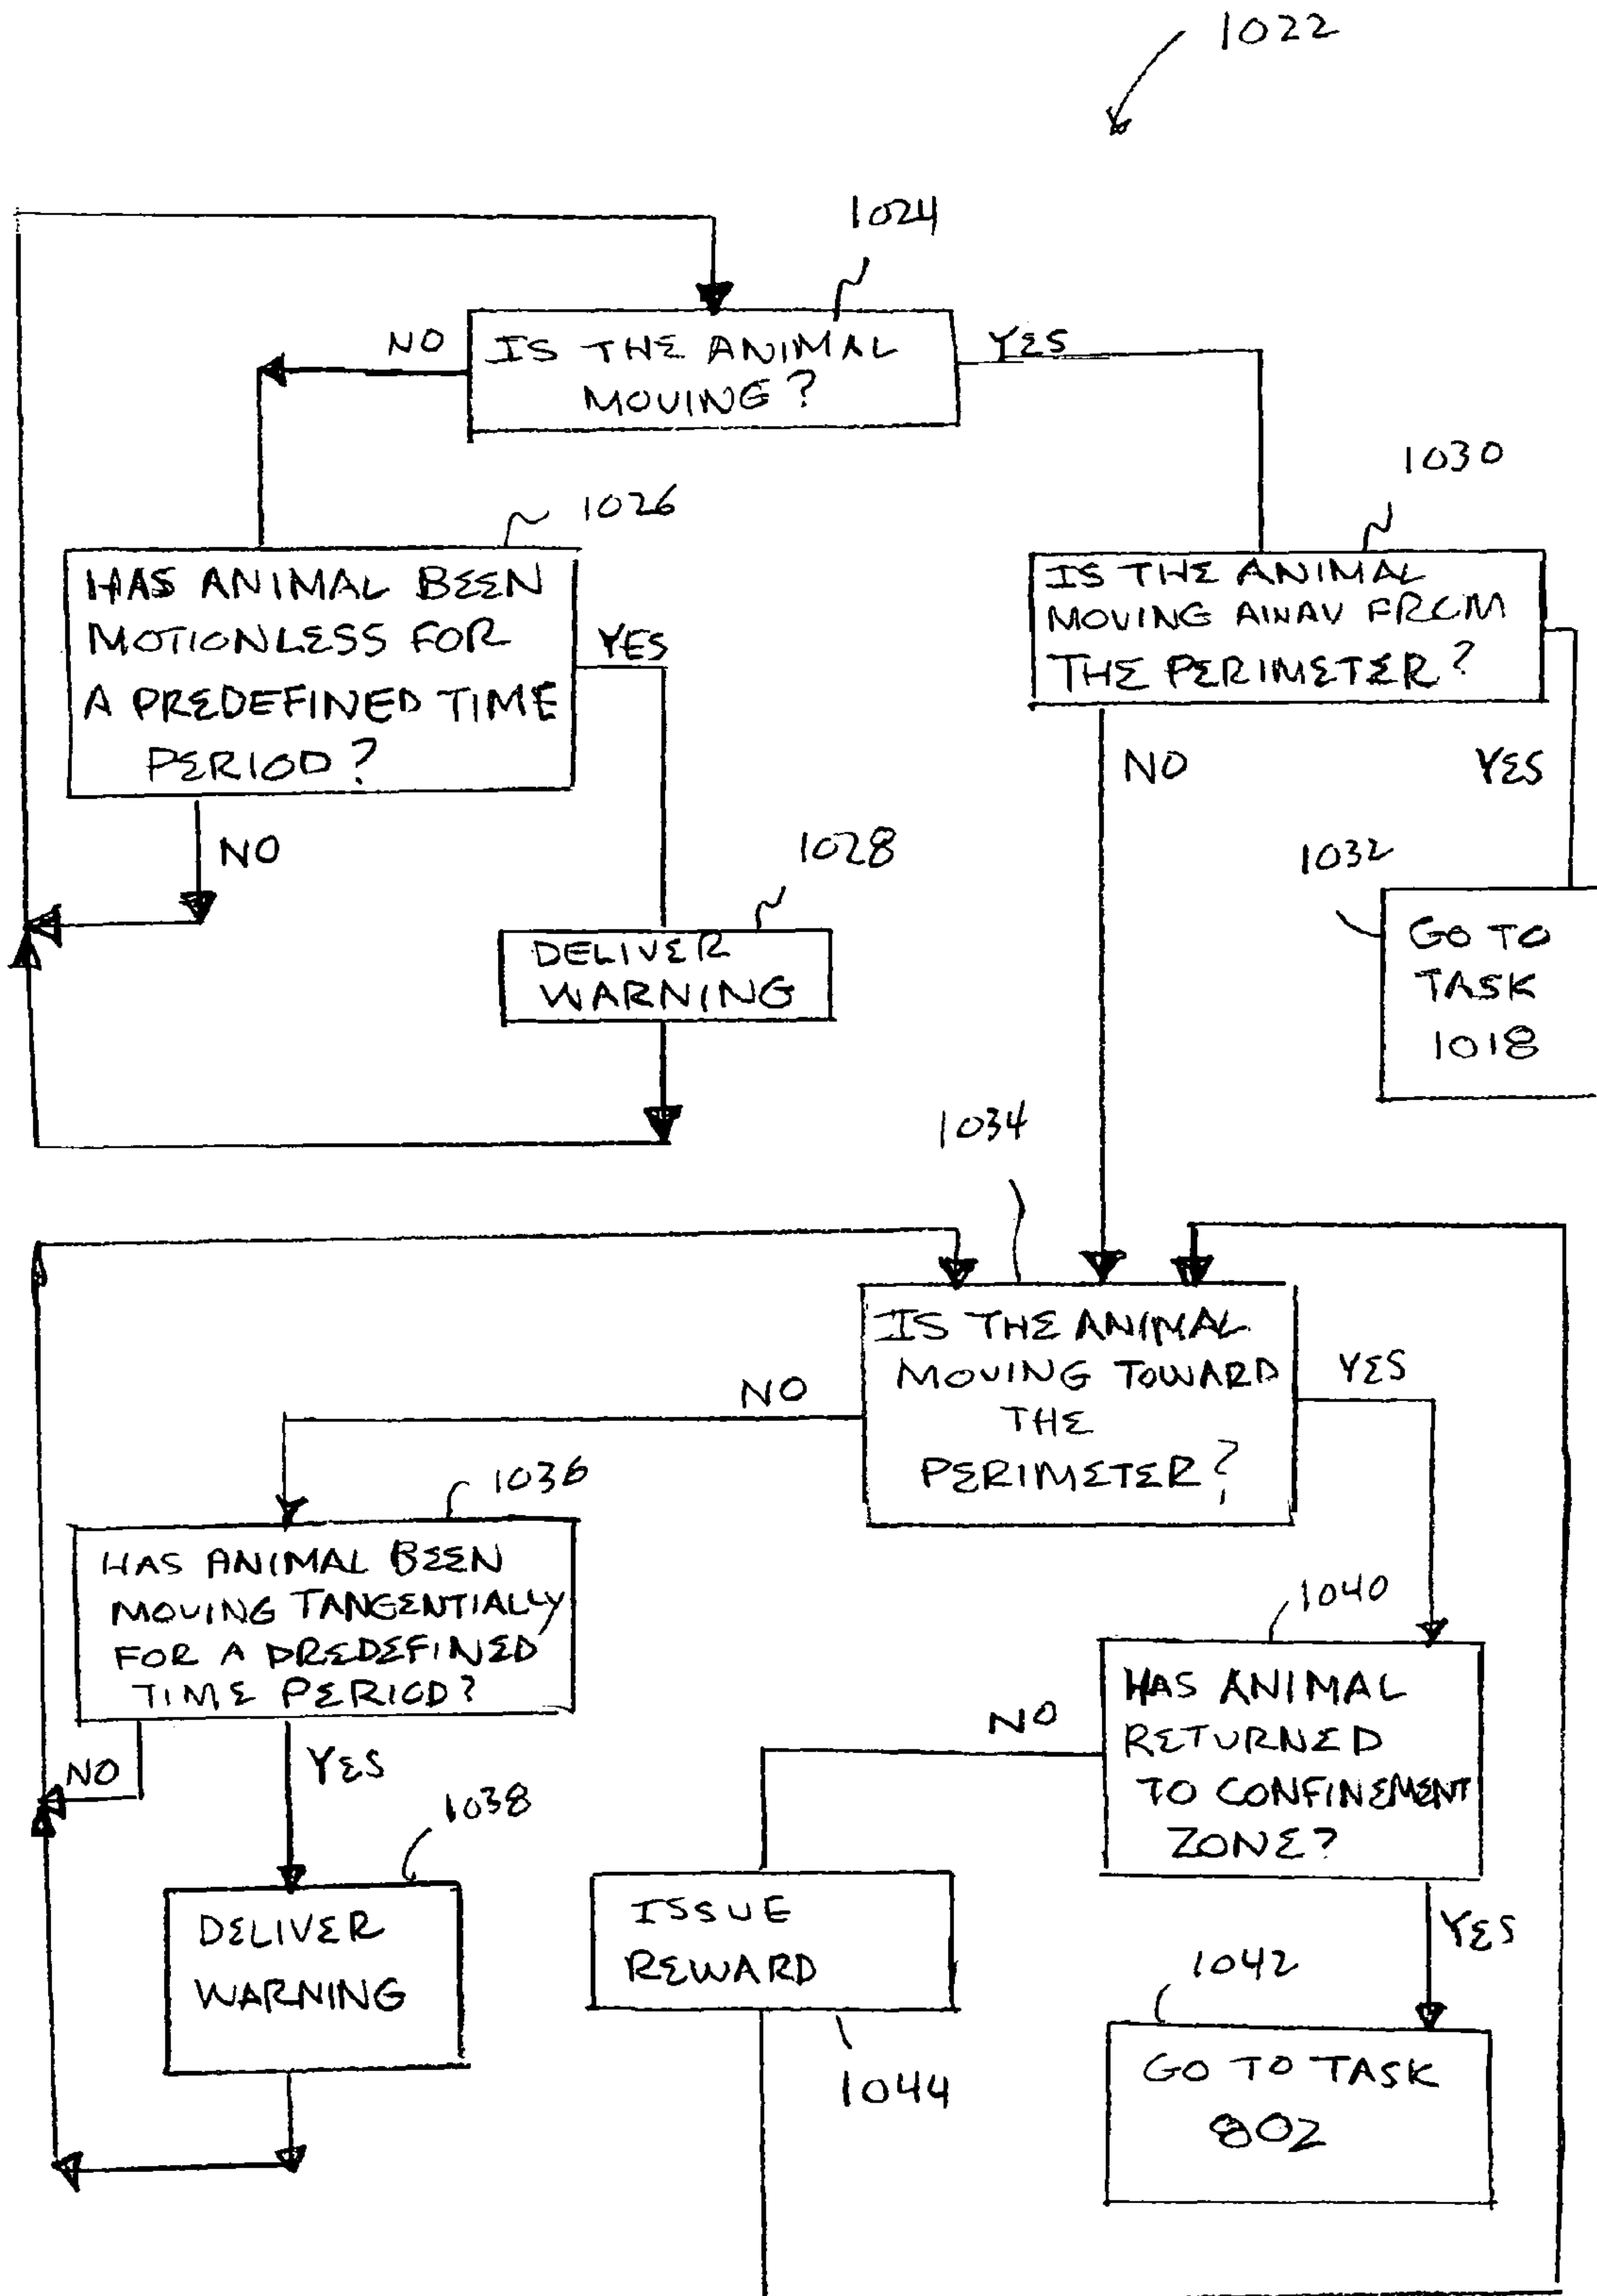 1022
1024
NO
IS THE ANIMAL
MOVING?
YES
1030
1026
HAS ANIMAL BEEN
MOTIONLESS FOR
A PREDEFINED TIME
PERIOD?
YES
IS THE ANIMAL
MOVING AWAY FROM
THE PERIMETER?
NO
YES
NO
1028
1032
DELIVER
WARNING
GO TO
TASK
1018
1034
IS THE ANIMAL
MOVING TOWARD
THE
PERIMETER?
YES
NO
1036
HAS ANIMAL BEEN
MOVING TANGENTIALLY
FOR A PREDEFINED
TIME PERIOD?
1040
HAS ANIMAL
RETURNED
TO CONFINEMENT
ZONE?
NO
NO
YES
1038
DELIVER
WARNING
ISSUE
REWARD
1044
YES
1042
GO TO TASK
802